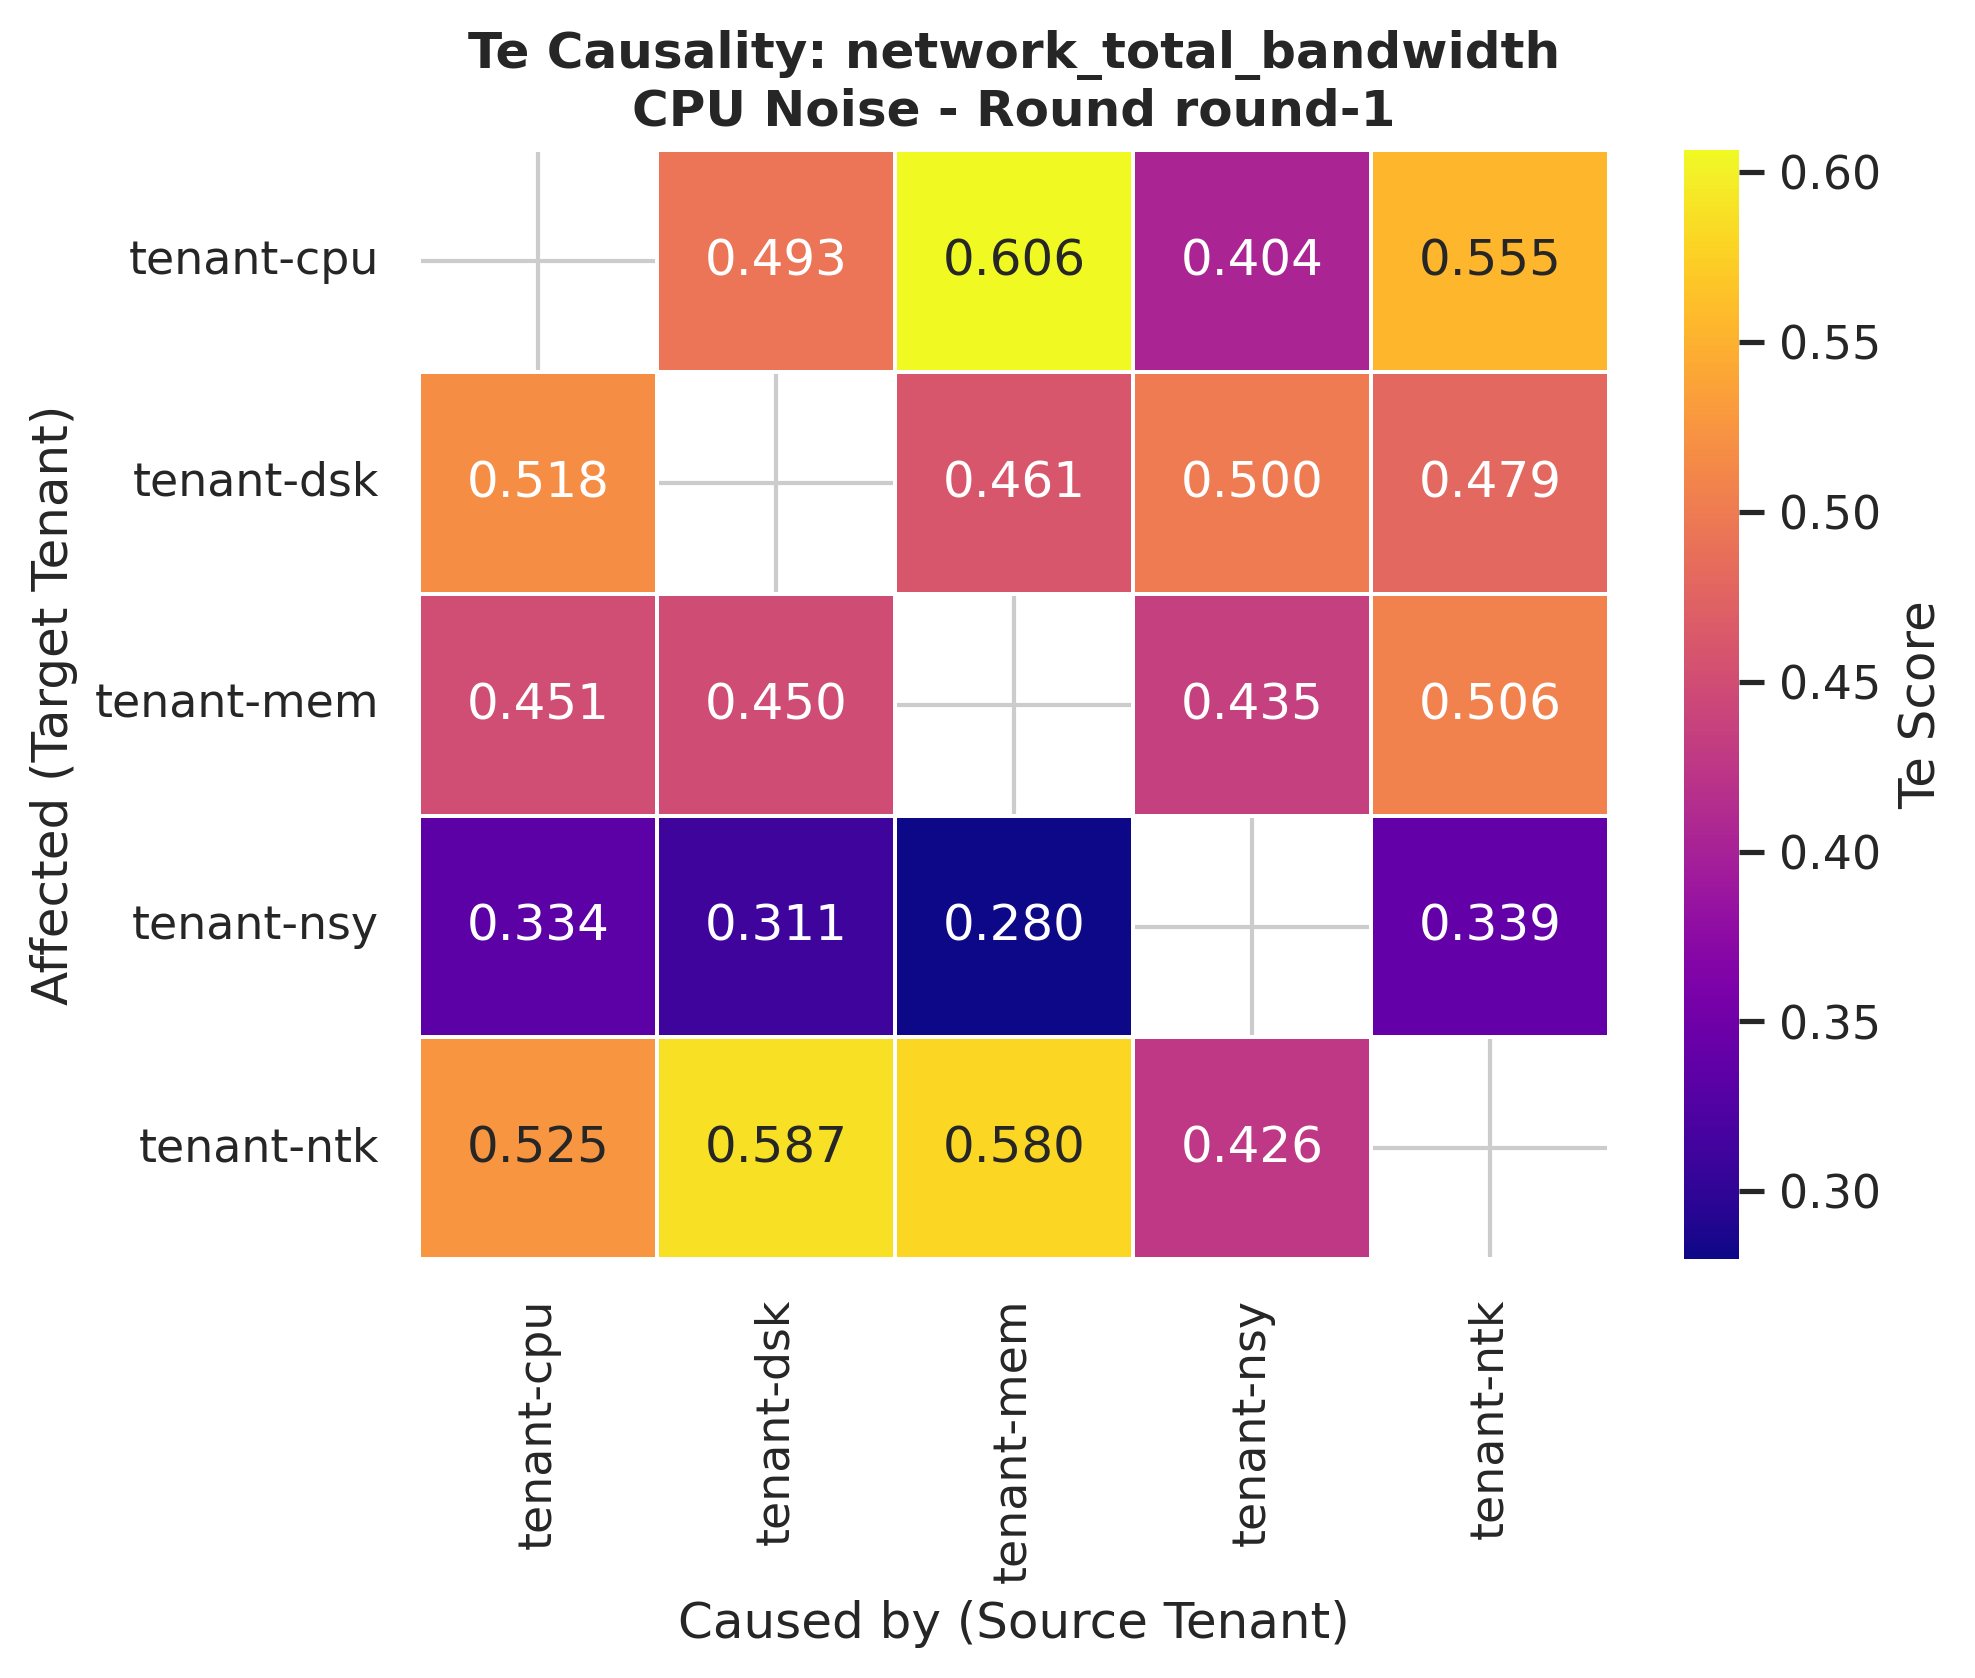 Te Causality: network_total_bandwidth
CPU Noise - Round round-1
Affected (Target Tenant)
tenant-cpu 0.493 0.606 0.404 0.555
tenant-dsk 0.518 0.461 0.500 0.479
tenant-mem 0.451 0.450 0.435 0.506
tenant-nsy 0.334 0.311 0.280 0.339
tenant-ntk 0.525 0.587 0.580 0.426
tenant-cpu
tenant-dsk
tenant-mem
tenant-nsy
tenant-ntk
Caused by (Source Tenant)
0.60
0.55
0.50
0.45
0.40
0.35
0.30
Te Score